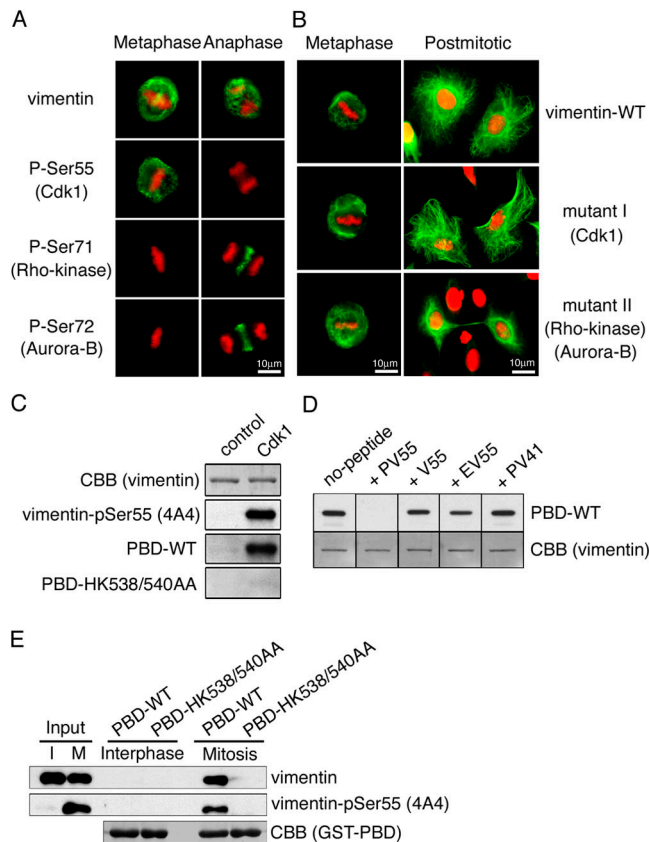 A
B
Metaphase Anaphase
Metaphase Postmitotic
vimentin
P-Ser55
(Cdk1)
P-Ser71
(Rho-kinase)
P-Ser72
(Aurora-B)
10μm
vimentin-WT
mutant I
(Cdk1)
mutant II
(Rho-kinase)
(Aurora-B)
10μm
10μm
C
control
Cdk1
CBB (vimentin)
vimentin-pSer55 (4A4)
PBD-WT
PBD-HK538/540AA
D
no-peptide
+ PV55
+ V55
+ EV55
+ PV41
PBD-WT
CBB (vimentin)
E
PBD-WT
PBD-HK538/540AA
PBD-WT
PBD-HK538/540AA
Input
I M Interphase Mitosis
vimentin
vimentin-pSer55 (4A4)
CBB (GST-PBD)